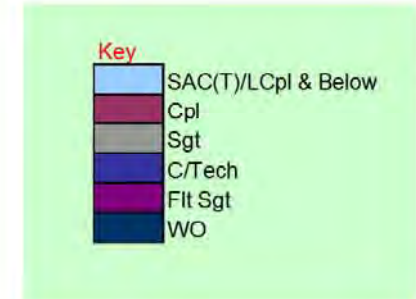 Key
SAC(T)/LCpl & Below
Cpl
Sgt
C/Tech
Flt Sgt
WO